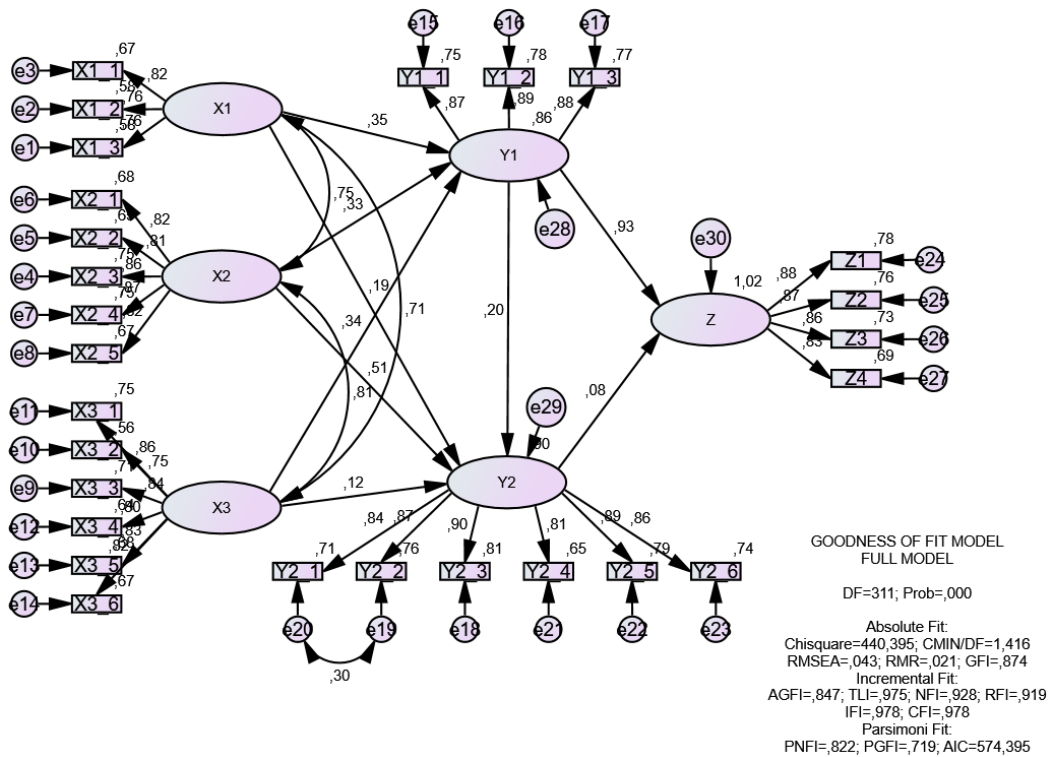 e15
e16
e17
,75
,78
,77
Y1_1
Y1_2
Y1_3
,87
,89
,88
,86
Y1
e28
e3
X1_1
,67
,82
e2
X1_2
,58
,76
e1
X1_3
,76
X1
,35
,75
,33
e6
X2_1
,68
,82
e5
X2_2
,81
e4
X2_3
,75
,86
e7
X2_4
e8
X2_5
,67
X2
,19
,34
,71
,51
,81
,20
,93
,08
,12
e11
X3_1
,75
e10
X3_2
,56
,86
e9
X3_3
,75
e12
X3_4
,84
e13
X3_5
,83
e14
X3_6
,67
X3
e30
1,02
Z
,88
,87
,86
,83
,78
Z1
e24
,76
Z2
e25
,73
Z3
e26
,69
Z4
e27
e29
Y2
,84
,87
,90
,81
,89
,86
,71
,76
,81
,65
,79
,74
Y2_1
Y2_2
Y2_3
Y2_4
Y2_5
Y2_6
e20
e19
e18
e21
e22
e23
,30
GOODNESS OF FIT MODEL
FULL MODEL
DF=311; Prob=,000
Absolute Fit:
Chisquare=440,395; CMIN/DF=1,416
RMSEA=,043; RMR=,021; GFI=,874
Incremental Fit:
AGFI=,847; TLI=,975; NFI=,928; RFI=,919
IFI=,978; CFI=,978
Parsimoni Fit:
PNFI=,822; PGFI=,719; AIC=574,395